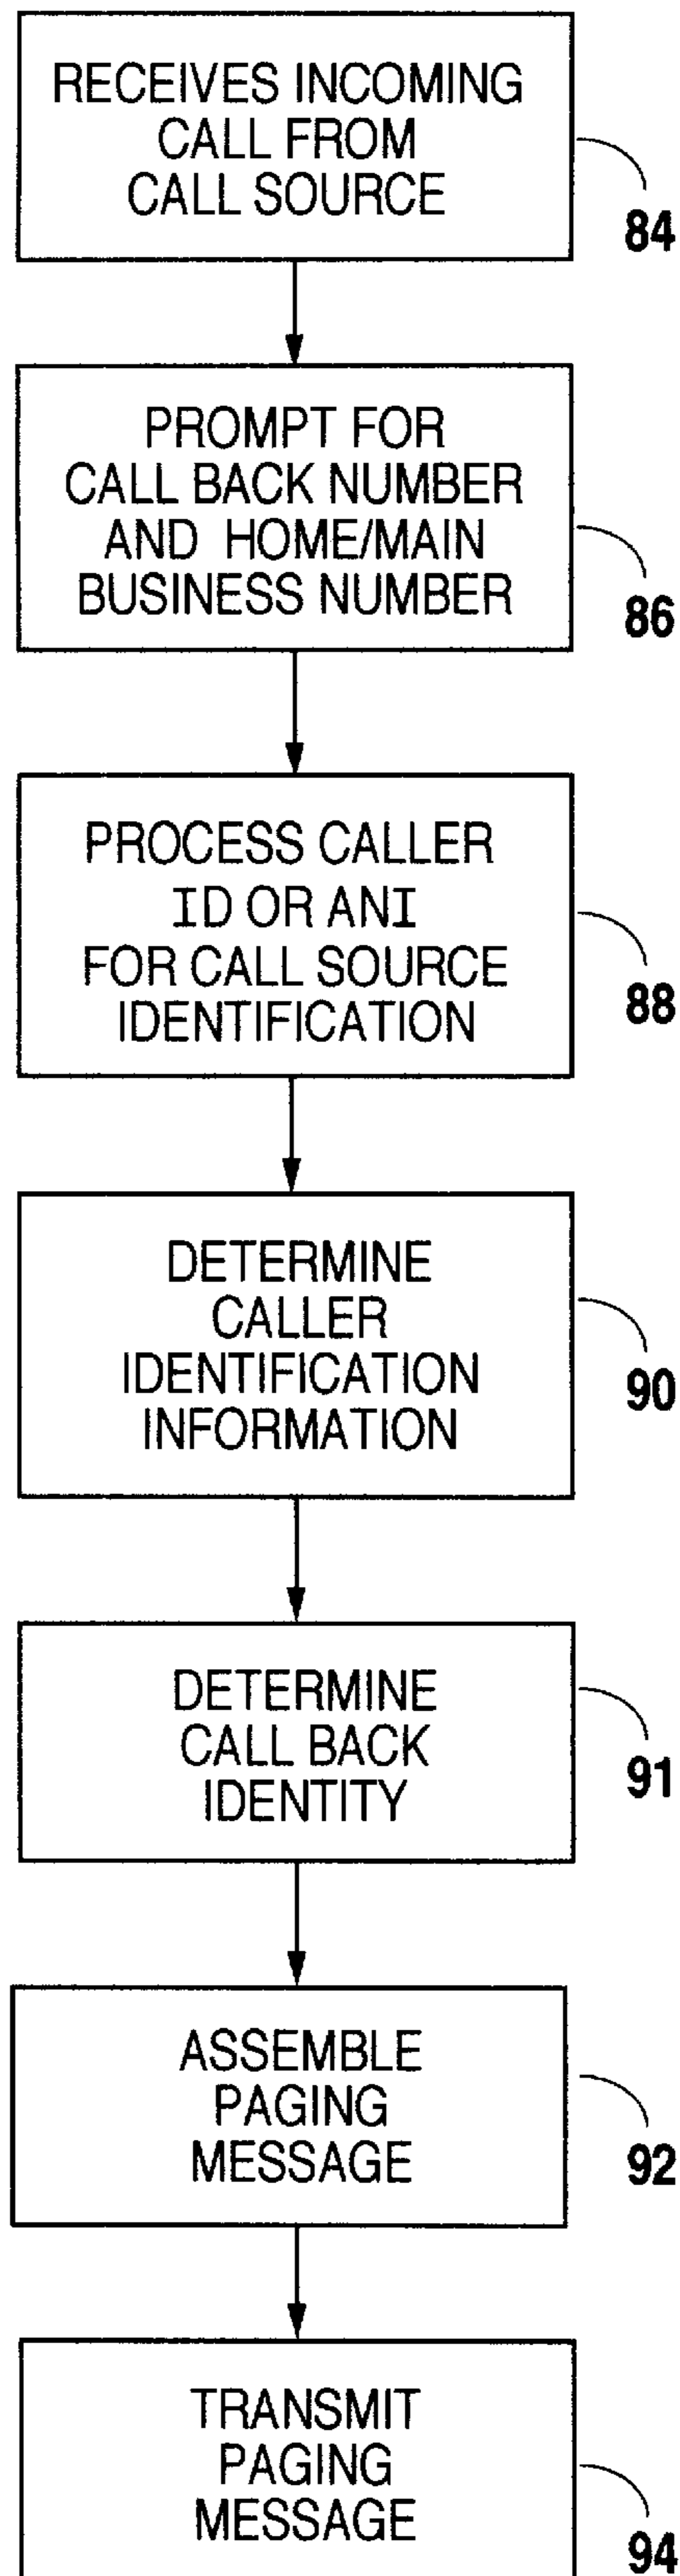 RECEIVES INCOMING
CALL FROM
CALL SOURCE
84
PROMPT FOR
CALL BACK NUMBER
AND HOME/MAIN
BUSINESS NUMBER
86
PROCESS CALLER
ID OR ANI
FOR CALL SOURCE
IDENTIFICATION
88
DETERMINE
CALLER
IDENTIFICATION
INFORMATION
90
DETERMINE
CALL BACK
IDENTITY
91
ASSEMBLE
PAGING
MESSAGE
92
TRANSMIT
PAGING
MESSAGE
94